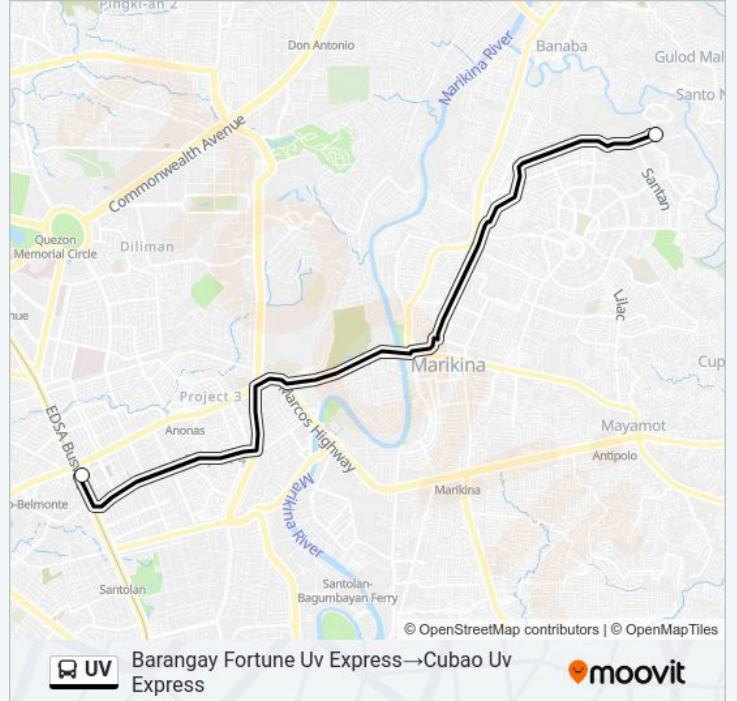 Pingki-an 2
Don Antonio
Banaba
Gulod Mal
Santo N
Marikina River
Commonwealth Avenue
Santan
Quezon
Memorial Circle
Diliman
Lilac
nue
Cup
Marikina
Project 3
Marcos Highway
EDSA Bus
Anonas
Mayamot
Antipolo
o-Belmonte
Marikina
Marikina River
Santolan
Santolan-
Bagumbayan Ferry
© OpenStreetMap contributors | © OpenMapTiles
UV
Barangay Fortune Uv Express→Cubao Uv
Express
moovit